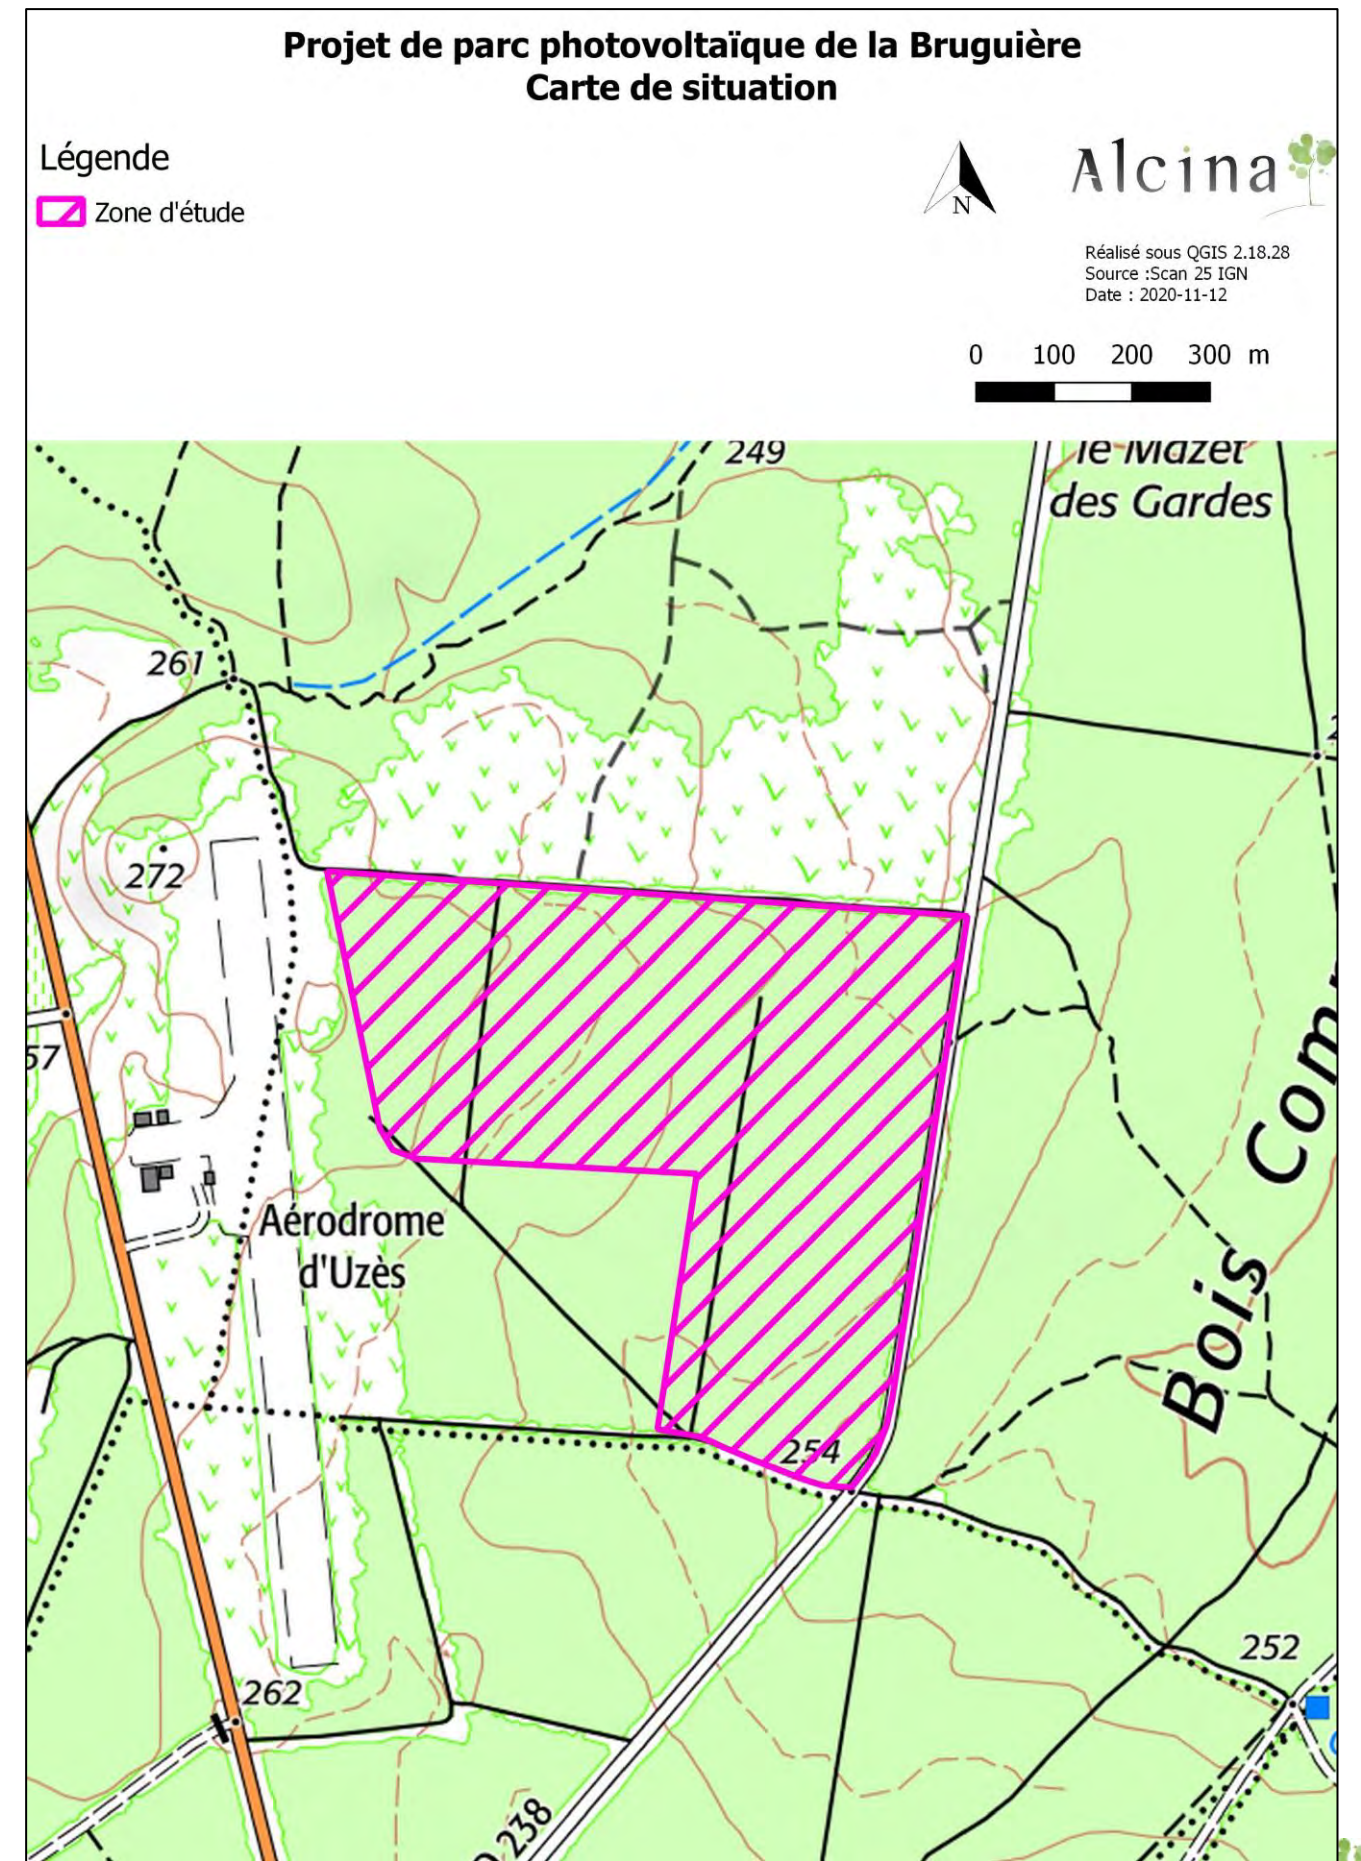 Projet de parc photovoltaïque de la Bruguière
Carte de situation
Légende
Zone d'étude
N
Alcina
Réalisé sous QGIS 2.18.28
Source :Scan 25 IGN
Date : 2020-11-12
0 100 200 300 m
249
le Mazet
des Gardes
261
272
57
Aérodrome
d'Uzès
Bois
254
252
262
238